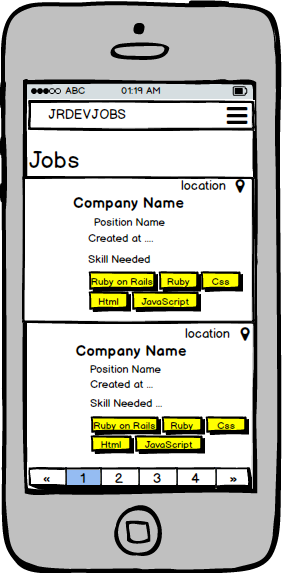 ABC 01:19 AM
JRDEVJOBS
Jobs
location
Company Name
Position Name
Created at ....
Skill Needed
Ruby on Rails Ruby Css
Html JavaScript
location
Company Name
Position Name
Created at ...
Skill Needed ...
Ruby on Rails Ruby Css
Html JavaScript
« 1 2 3 4 »